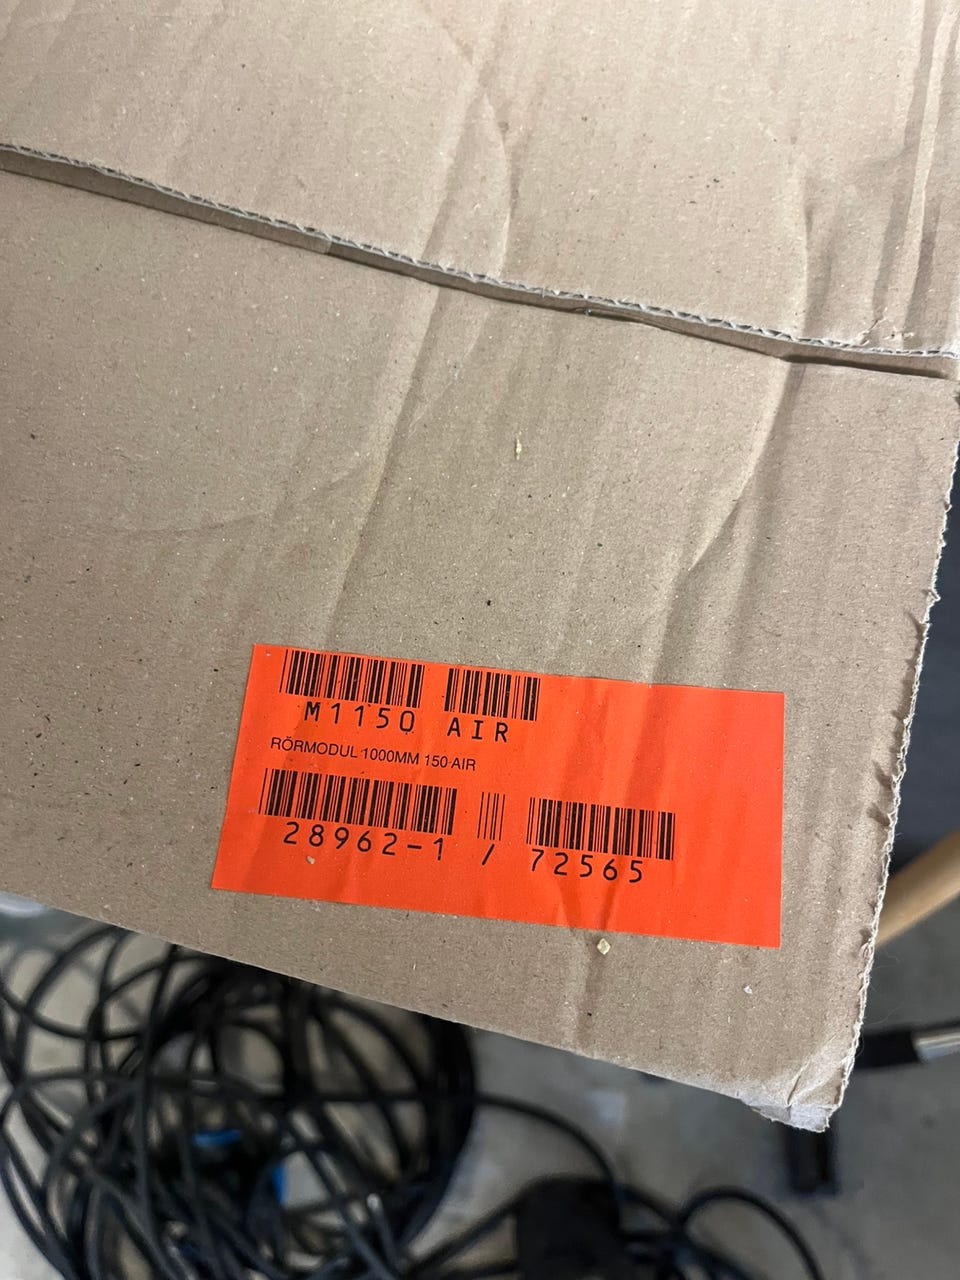 M1150 AIR
RÖRMODUL 1000MM 150 AIR
28962-1 / 72565